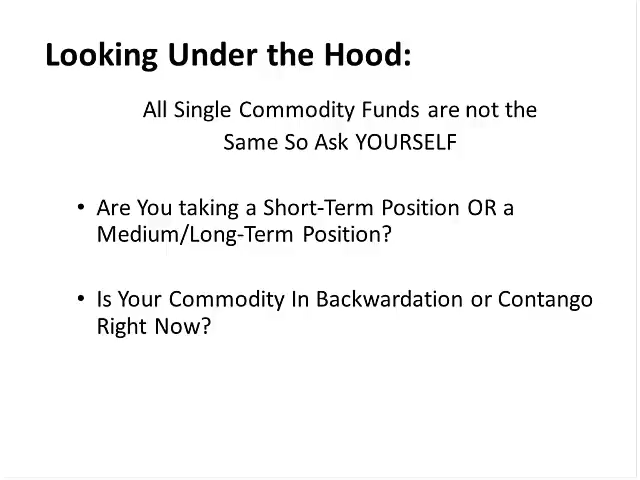 Looking Under the Hood:
All Single Commodity Funds are not the
Same So Ask YOURSELF
• Are You taking a Short-Term Position OR a
Medium/Long-Term Position?
• Is Your Commodity In Backwardation or Contango
Right Now?